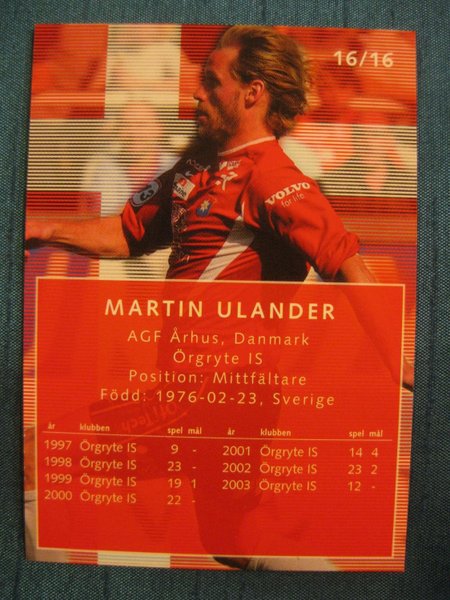 16/16
VOLVO
for life
MARTIN ULANDER
AGF Århus, Danmark
Örgryte IS
Position: Mittfältare
Född: 1976-02-23, Sverige
år klubben spel mål
1997 Örgryte IS 9 -
1998 Örgryte IS 23 -
1999 Örgryte IS 19 1
2000 Örgryte IS 22 -
år klubben spel mål
2001 Örgryte IS 14 4
2002 Örgryte IS 23 2
2003 Örgryte IS 12 -